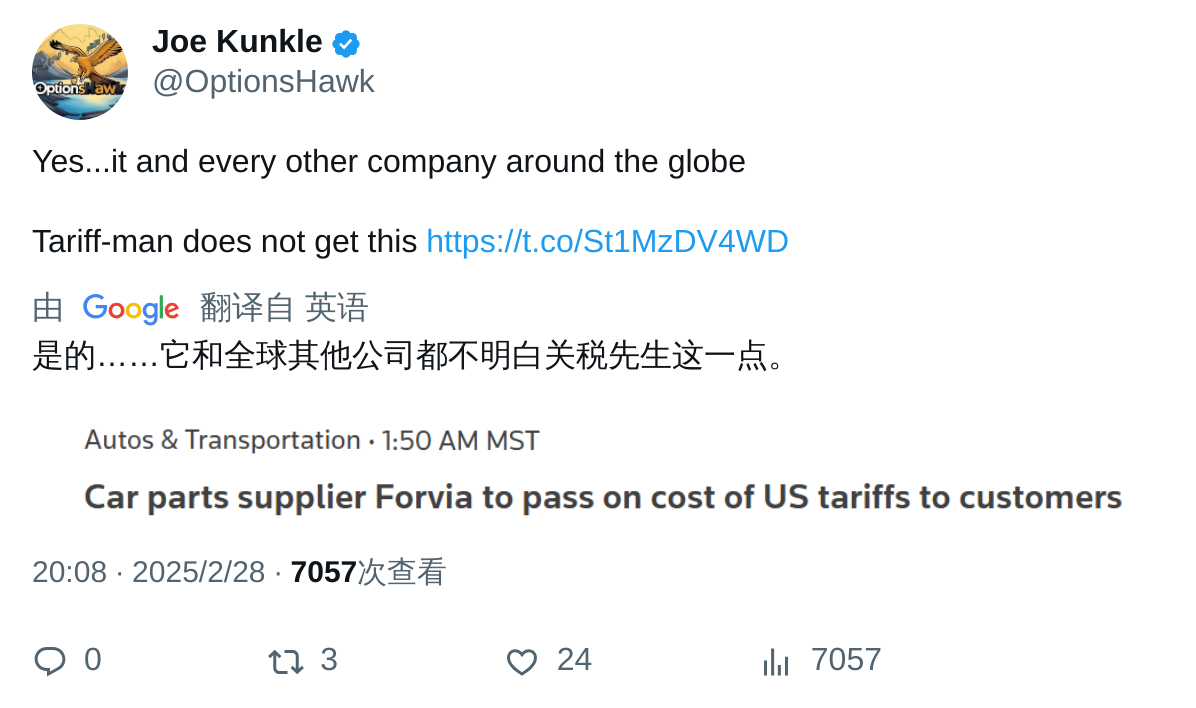 Joe Kunkle
@OptionsHawk
OptionsHawk
Yes...it and every other company around the globe
Tariff-man does not get this https://t.co/St1MzDV4WD
由 Google 翻译自 英语
是的……它和全球其他公司都不明白关税先生这一点。
Autos & Transportation · 1:50 AM MST
Car parts supplier Forvia to pass on cost of US tariffs to customers
20:08 · 2025/2/28 · 7057次查看
0 3 24 7057